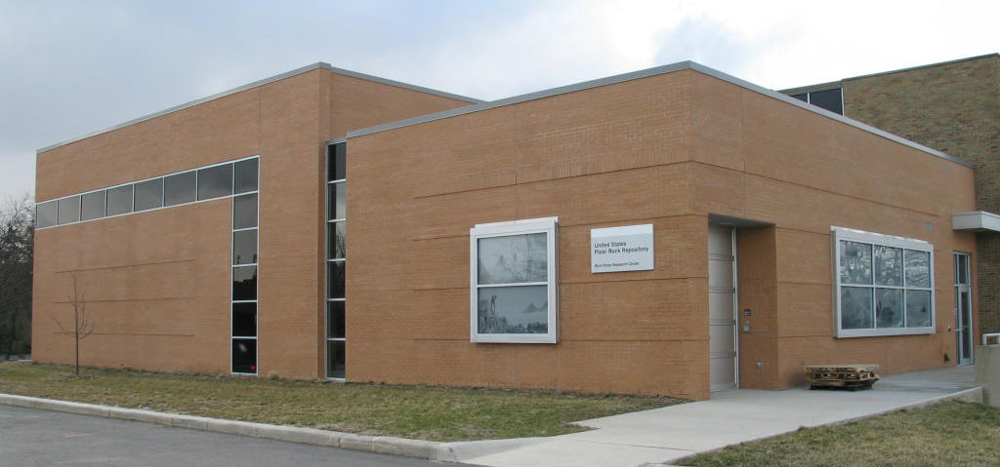 United States
Polar Rock Repository
Byrd Polar Research Center